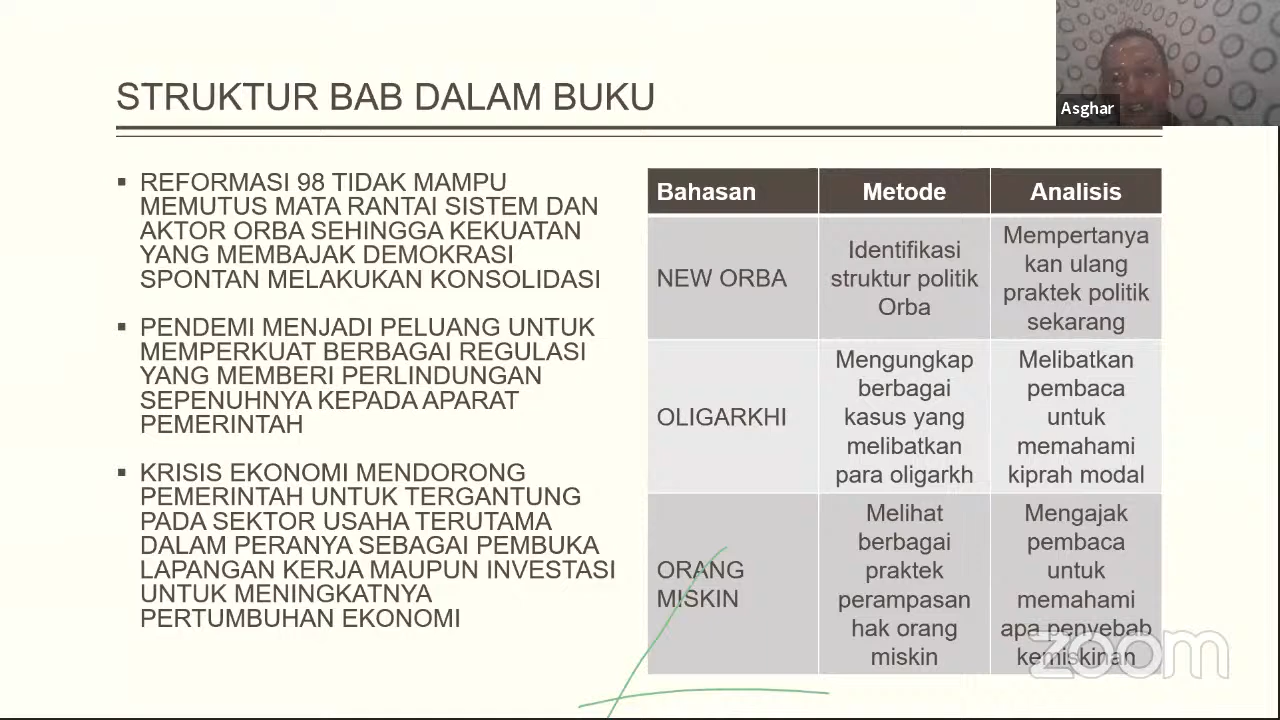 STRUKTUR BAB DALAM BUKU
Asghar
REFORMASI 98 TIDAK MAMPU
MEMUTUS MATA RANTAI SISTEM DAN
AKTOR ORBA SEHINGGA KEKUATAN
YANG MEMBAJAK DEMOKRASI
SPONTAN MELAKUKAN KONSOLIDASI
PENDEMI MENJADI PELUANG UNTUK
MEMPERKUAT BERBAGAI REGULASI
YANG MEMBERI PERLINDUNGAN
SEPENUHNYA KEPADA APARAT
PEMERINTAH
KRISIS EKONOMI MENDORONG
PEMERINTAH UNTUK TERGANTUNG
PADA SEKTOR USAHA TERUTAMA
DALAM PERANYA SEBAGAI PEMBUKA
LAPANGAN KERJA MAUPUN INVESTASI
UNTUK MENINGKATNYA
PERTUMBUHAN EKONOMI
Bahasan
Metode
Analisis
NEW ORBA
Identifikasi
struktur politik
Orba
Mempertanya
kan ulang
praktek politik
sekarang
OLIGARKHI
Mengungkap
berbagai
kasus yang
melibatkan
para oligarkh
Melibatkan
pembaca
untuk
memahami
kiprah modal
ORANG
MISKIN
Melihat
berbagai
praktek
perampasan
hak orang
miskin
Mengajak
pembaca
untuk
memahami
apa penyebab
kemiskinan
zoom